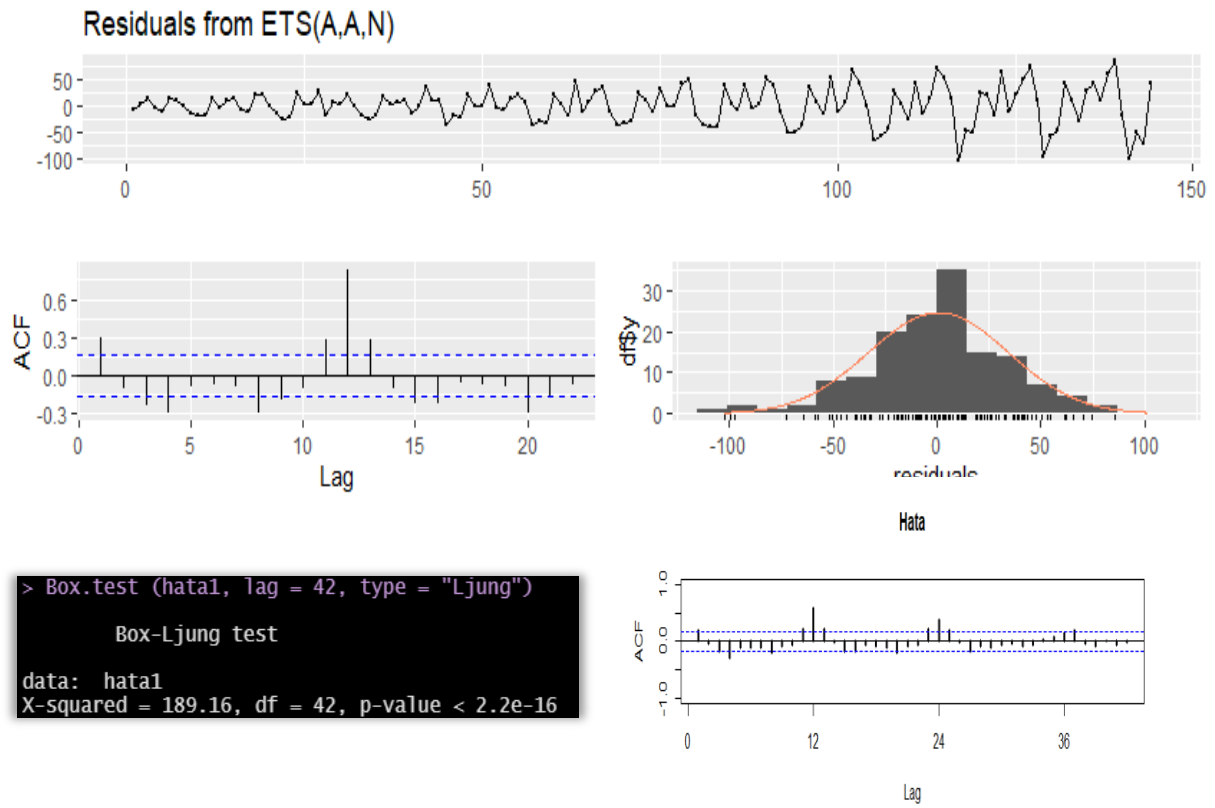 Residuals from ETS(A,A,N)
50
0
-50
-100
0
50
100
150
ACF
0.6
0.3
0.0
-0.3
0
5
10
15
20
Lag
df$y
30
20
10
0
-100
-50
0
50
100
residuals
> Box.test (hata1, lag = 42, type = "Ljung")
Box-Ljung test
data: hata1
X-squared = 189.16, df = 42, p-value < 2.2e-16
Hata
ACF
1.0
0.0
-1.0
0
12
24
36
Lag